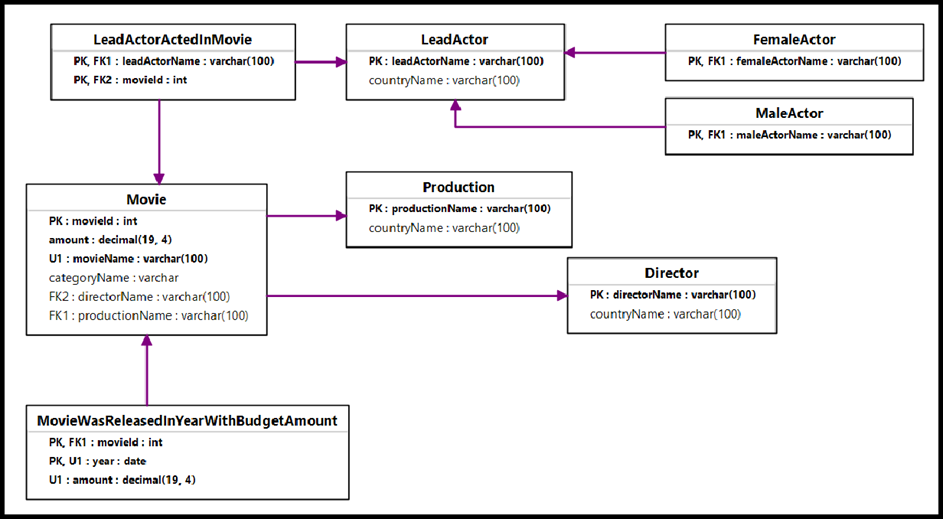 LeadActorActedInMovie
PK, FK1 : leadActorName : varchar(100)
PK, FK2 : movieId : int
LeadActor
PK : leadActorName : varchar(100)
countryName : varchar(100)
FemaleActor
PK, FK1 : femaleActorName : varchar(100)
MaleActor
PK, FK1 : maleActorName : varchar(100)
Movie
PK : movieId : int
amount : decimal(19, 4)
U1 : movieName : varchar(100)
categoryName : varchar
FK2 : directorName : varchar(100)
FK1 : productionName : varchar(100)
Production
PK : productionName : varchar(100)
countryName : varchar(100)
Director
PK : directorName : varchar(100)
countryName : varchar(100)
MovieWasReleasedInYearWithBudgetAmount
PK, FK1 : movieId : int
PK, U1 : year : date
U1 : amount : decimal(19, 4)